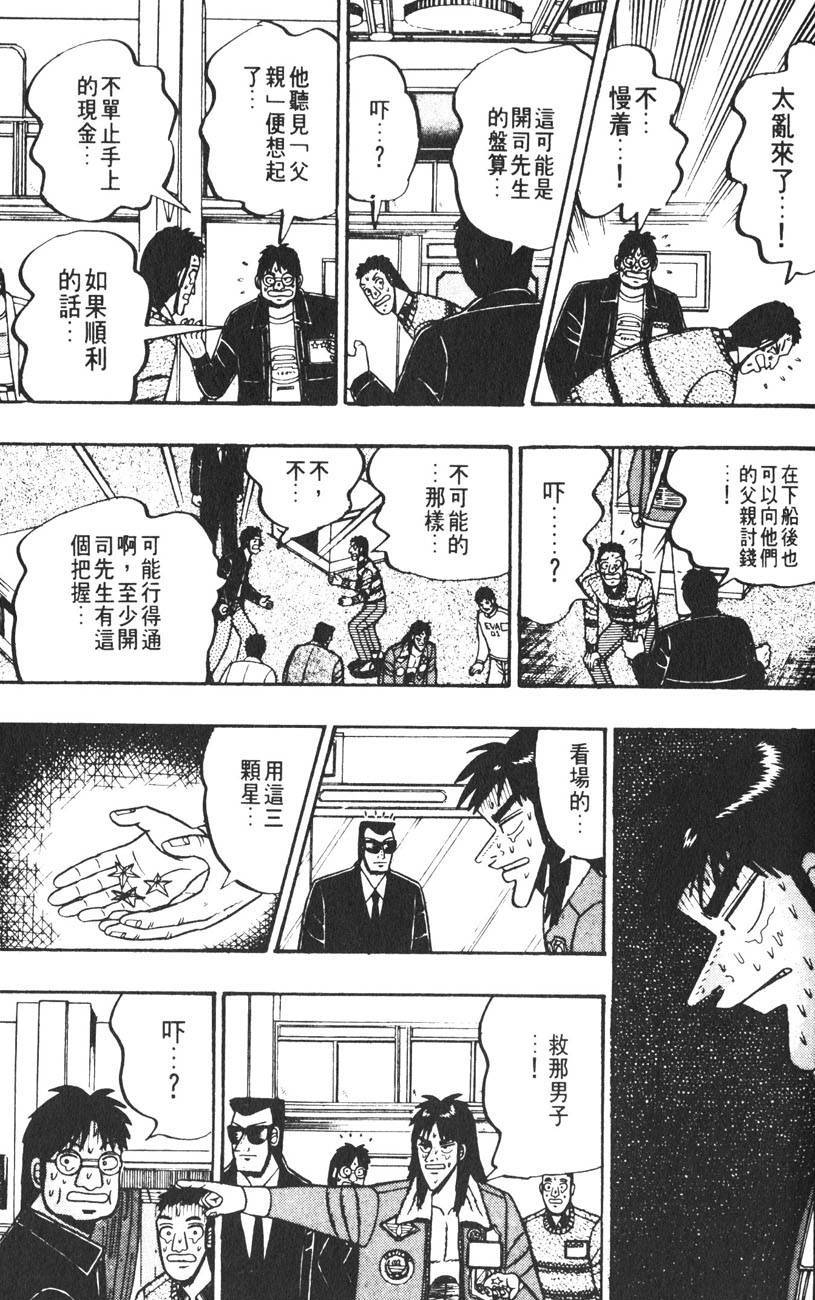 太亂來了⋯!
不⋯
慢着⋯!
這可能是
開司先生
的盤算⋯
吓⋯?
他聽見「父
親」便想起
了⋯
不單止手上
的現金⋯
如果順利
的話⋯
在下船後也
可以向他們
的父親討錢
⋯!
吓⋯⋯?
不可能的
⋯那樣⋯
不,
不⋯
可能行得通
啊,至少開
司先生有這
個把握⋯
EVA
01
看場的⋯
用這三
顆星⋯
救那男子
⋯!
吓⋯?